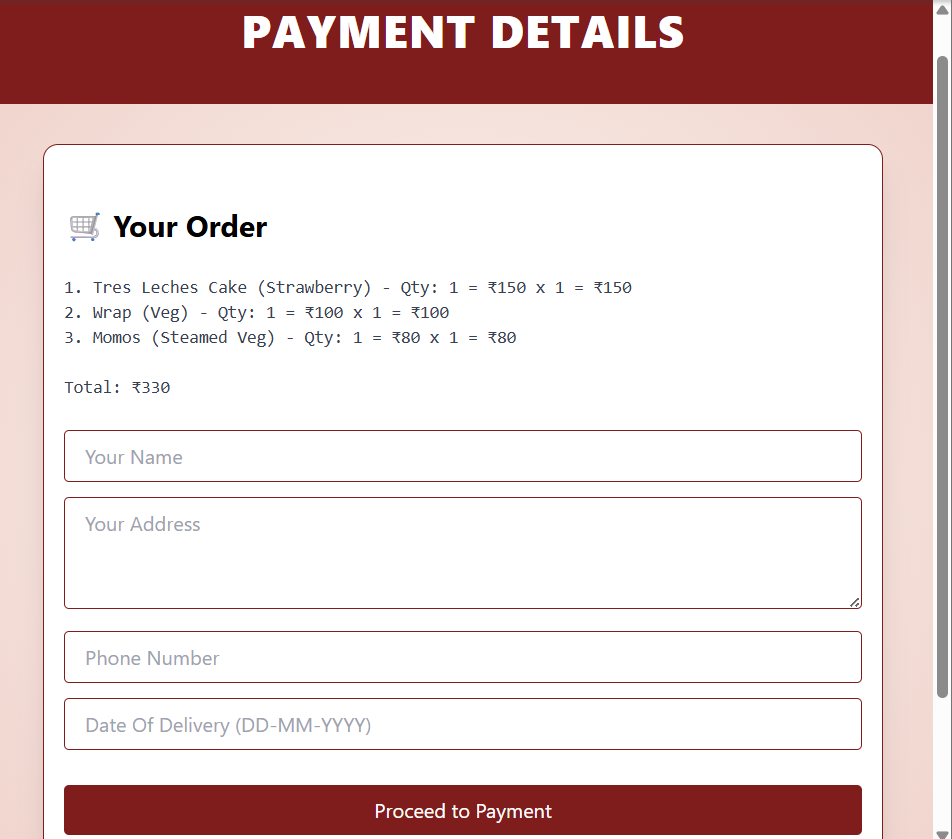 PAYMENT DETAILS
🛒 Your Order
1. Tres Leches Cake (Strawberry) - Qty: 1 = ₹150 x 1 = ₹150
2. Wrap (Veg) - Qty: 1 = ₹100 x 1 = ₹100
3. Momos (Steamed Veg) - Qty: 1 = ₹80 x 1 = ₹80
Total: ₹330
Your Name
Your Address
Phone Number
Date Of Delivery (DD-MM-YYYY)
Proceed to Payment